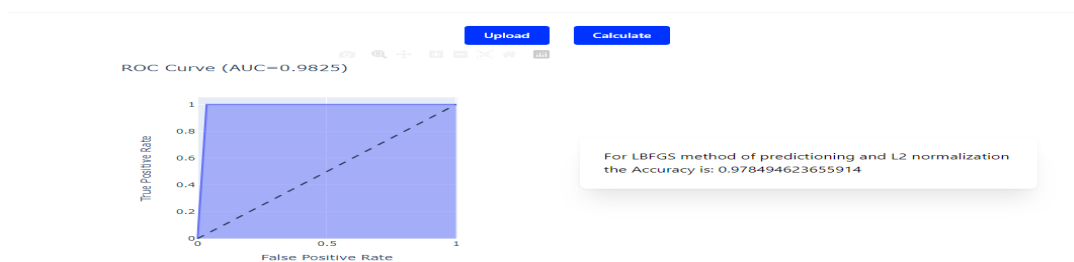 Upload
Calculate
ROC Curve (AUC=0.9825)
True Positive Rate
1
0.8
0.6
0.4
0.2
0
0
0.5
1
False Positive Rate
For LBFGS method of predictioning and L2 normalization
the Accuracy is: 0.978494623655914